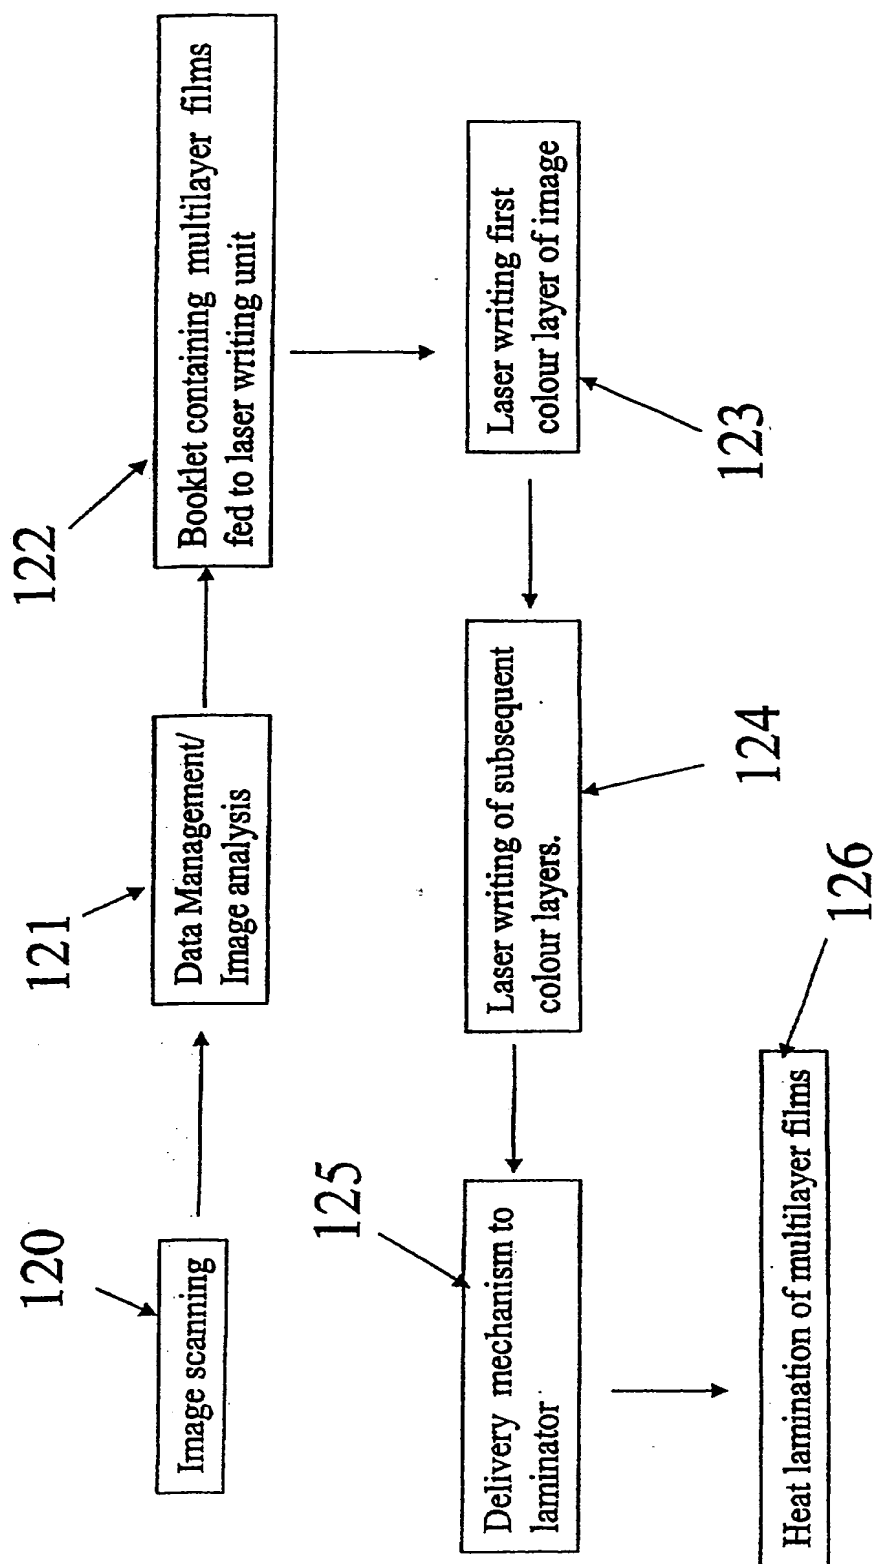 120
Image scanning
121
Data Management/
Image analysis
122
Booklet containing multilayer films
fed to laser writing unit
Laser writing first
colour layer of image
123
Laser writing of subsequent
colour layers.
124
125
Delivery mechanism to
laminator
Heat lamination of multilayer films
126